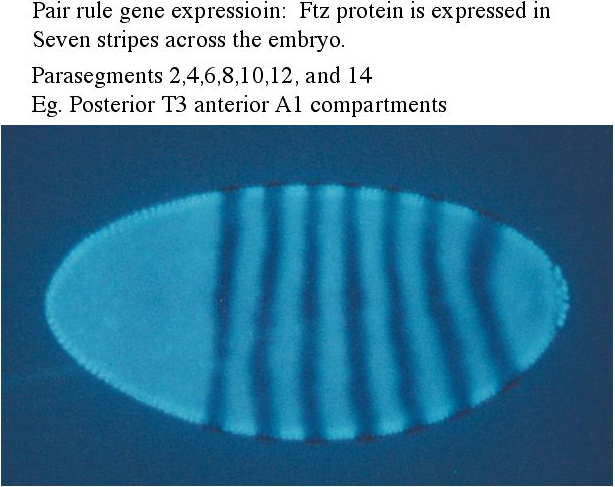 Pair rule gene expressioin:  Ftz protein is expressed in
Seven stripes across the embryo.
Parasegments 2,4,6,8,10,12, and 14
Eg. Posterior T3 anterior A1 compartments